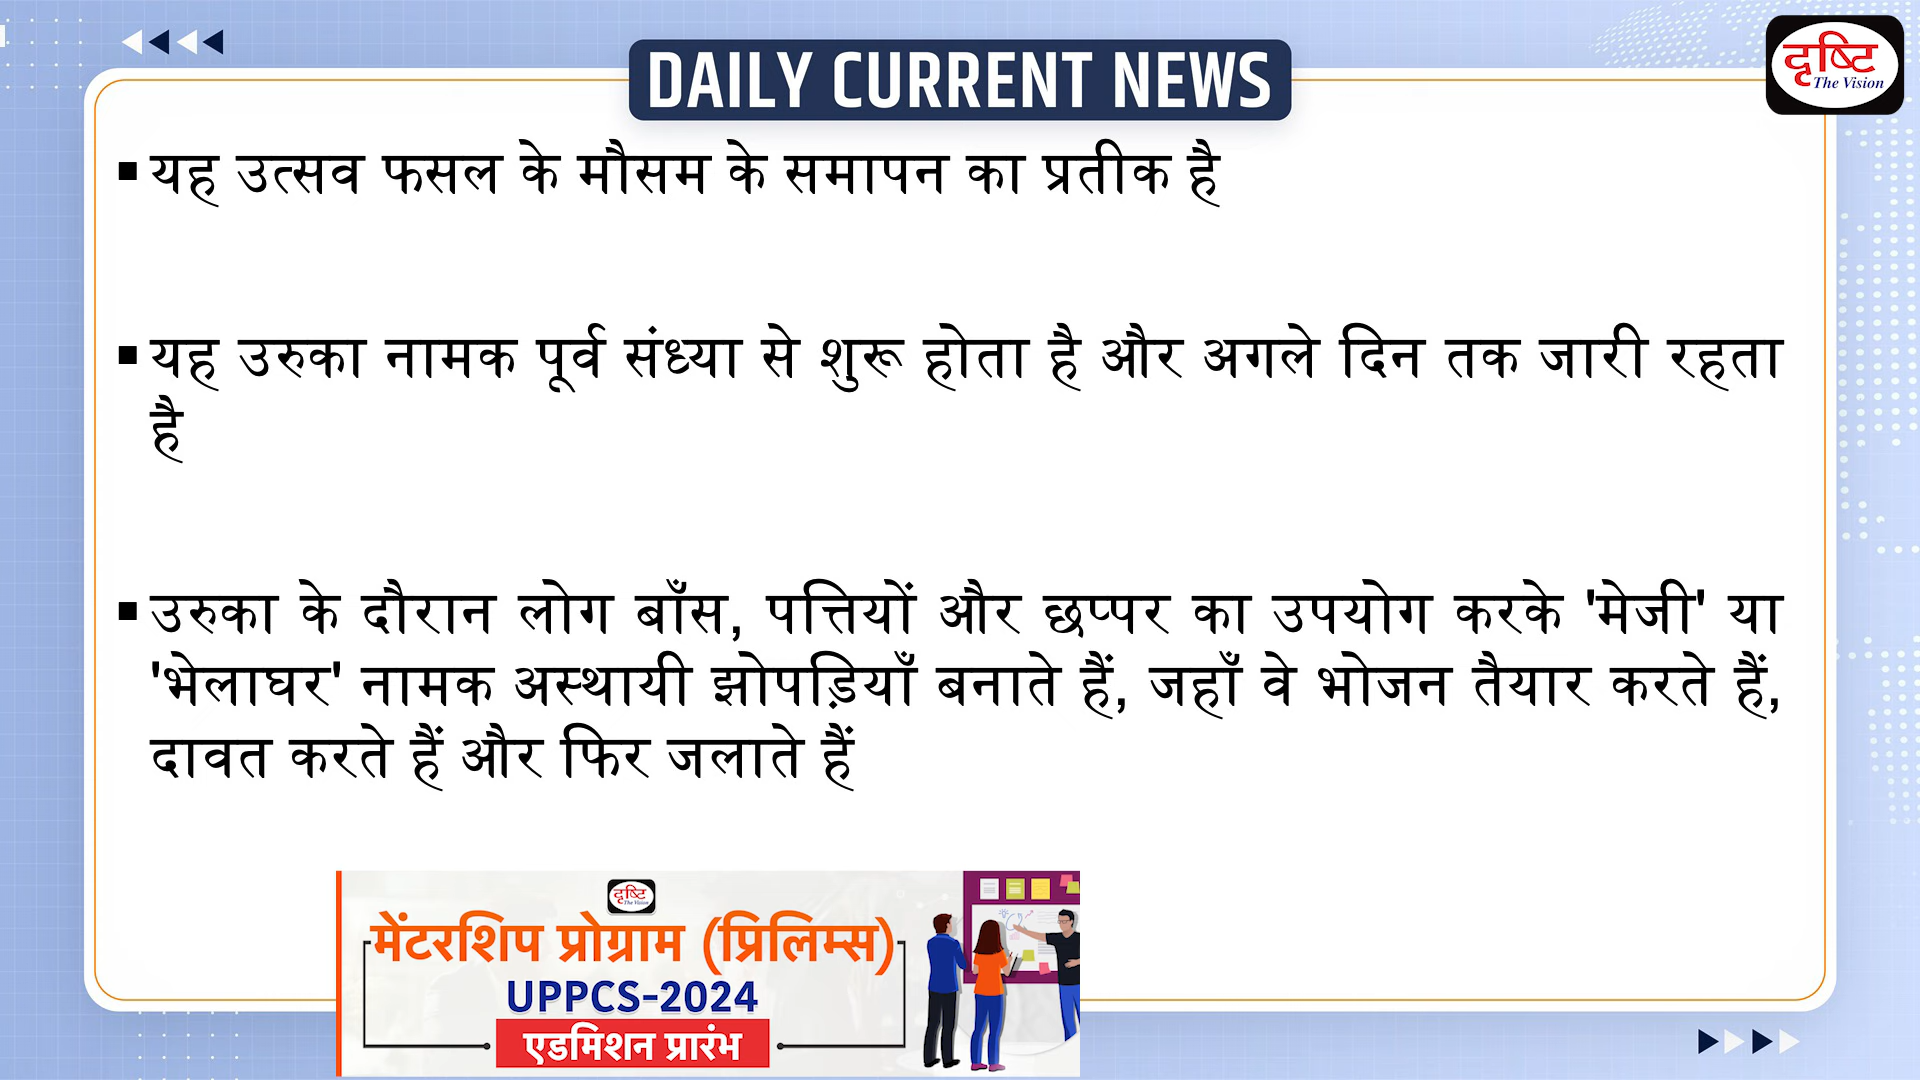 DAILY CURRENT NEWS
दृष्टि
The Vision
▪ यह उत्सव फसल के मौसम के समापन का प्रतीक है
▪ यह उरुका नामक पूर्व संध्या से शुरू होता है और अगले दिन तक जारी रहता
है
▪ उरुका के दौरान लोग बाँस, पत्तियों और छप्पर का उपयोग करके 'मेजी' या
'भेलाघर' नामक अस्थायी झोपड़ियाँ बनाते हैं, जहाँ वे भोजन तैयार करते हैं,
दावत करते हैं और फिर जलाते हैं
दृष्टि
The Vision
मेंटरशिप प्रोग्राम (प्रिलिम्स)
UPPCS-2024
एडमिशन प्रारंभ